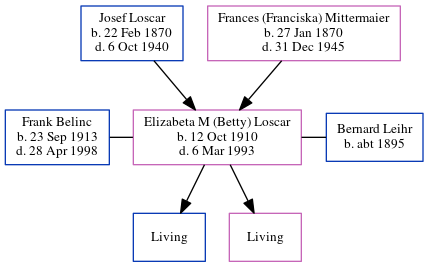 Josef Loscar
b. 22 Feb 1870
d. 6 Oct 1940
Frances (Franciska) Mittermaier
b. 27 Jan 1870
d. 31 Dec 1945
Frank Belinc
b. 23 Sep 1913
d. 28 Apr 1998
Elizabeta M (Betty) Loscar
b. 12 Oct 1910
d. 6 Mar 1993
Bernard Leihr
b. abt 1895
Living
Living